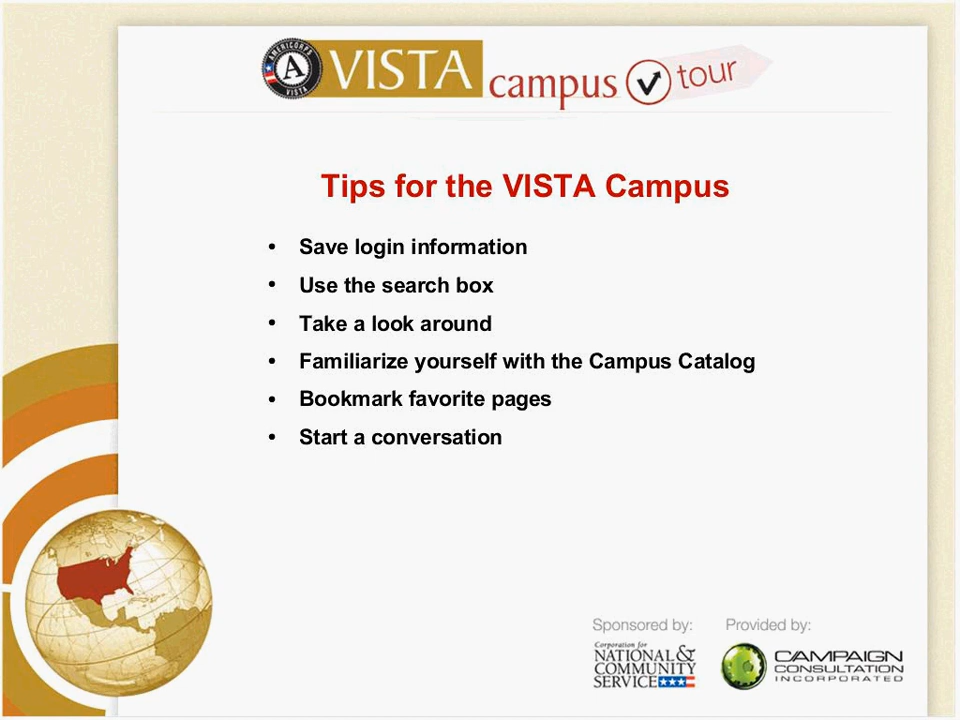 AMERICORPS
A
VISTA
VISTA campus tour
Tips for the VISTA Campus
• Save login information
• Use the search box
• Take a look around
• Familiarize yourself with the Campus Catalog
• Bookmark favorite pages
• Start a conversation
Sponsored by: Provided by:
Corporation for
NATIONAL &
COMMUNITY
SERVICE
CAMPAIGN
CONSULTATION
INCORPORATED